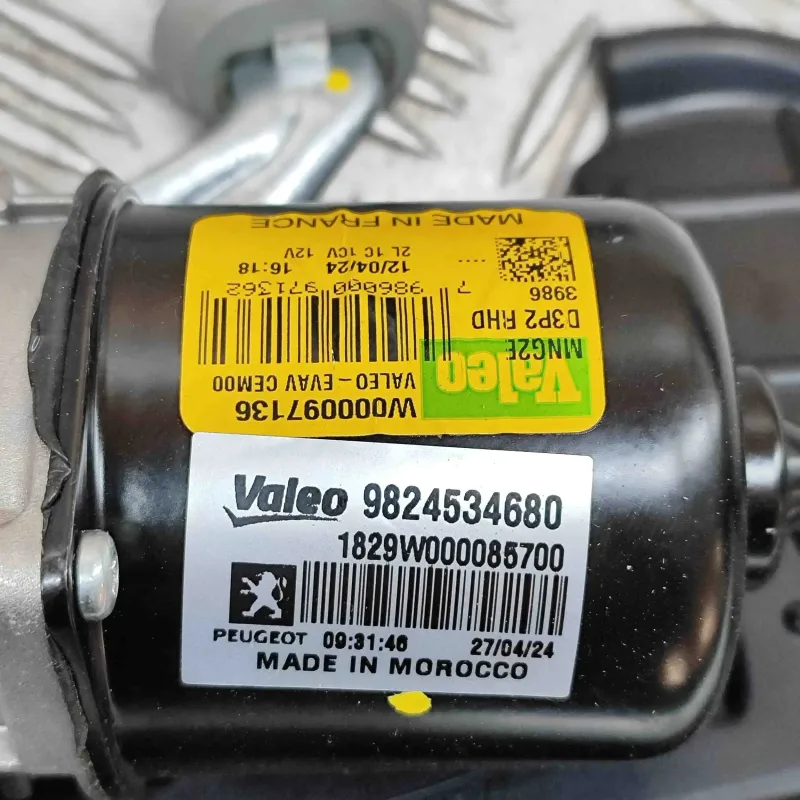 W000097136
VALEO-EVAV CEM00
Valeo
MNG2E
D3P2 RHD
3986
7 986000 971362
12/04/24 16:18
2L 1C 1CV 12V
MADE IN FRANCE
Valeo 9824534680
1829W000085700
PEUGEOT 09:31:46 27/04/24
MADE IN MOROCCO